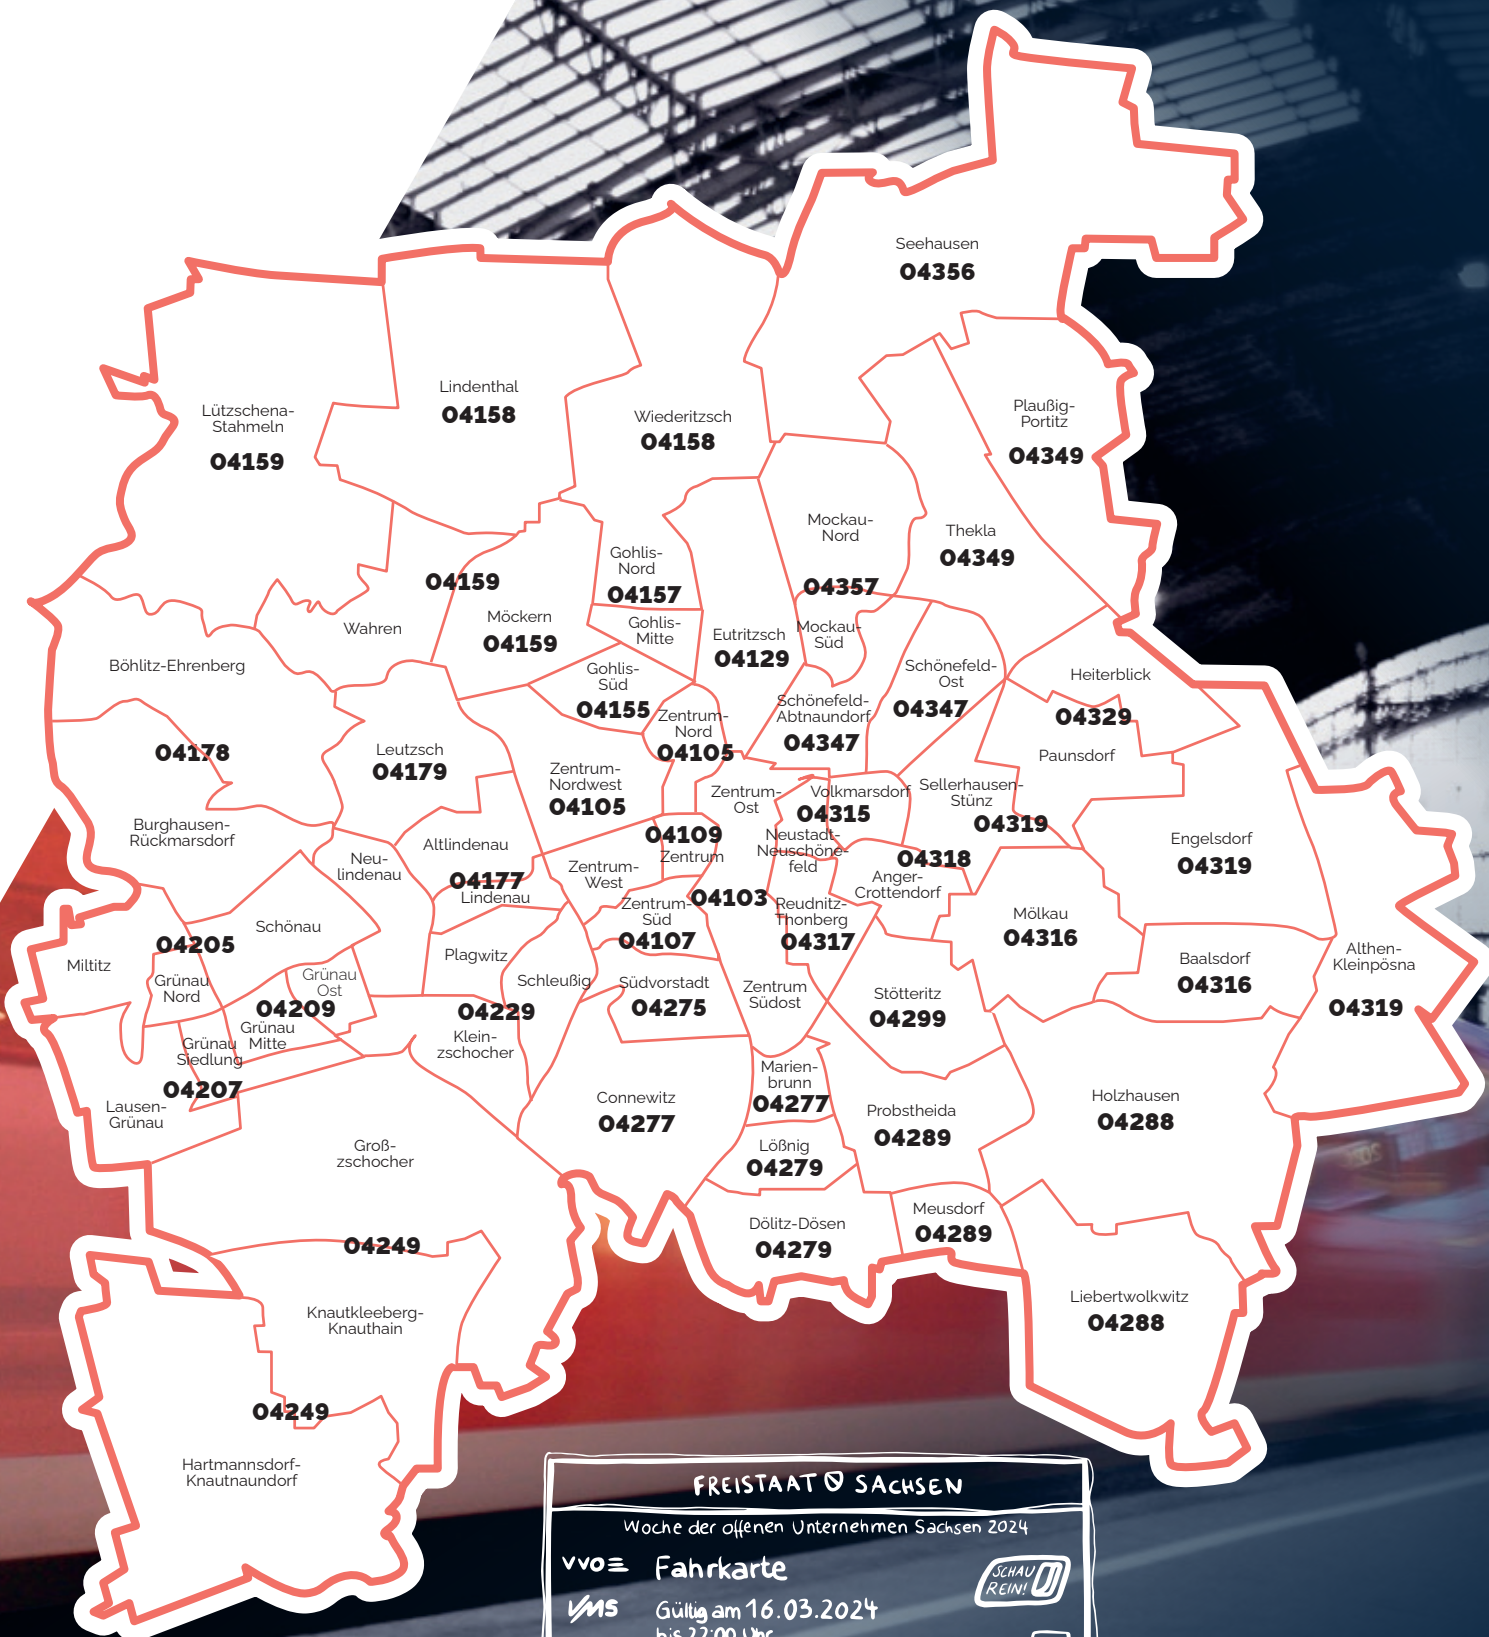 Seehausen
04356
Lindenthal
04158
Lützschena-
Stahmeln
04159
Wiederitzsch
04158
Plaußig-
Portitz
04349
Mockau-
Nord
04357
Thekla
04349
Gohlis-
Nord
04157
04159
Möckern
04159
Wahren
Gohlis-
Mitte
Eutritzsch
04129
Mockau-
Süd
Böhlitz-Ehrenberg
Gohlis-
Süd
04155
Schönefeld-
Ost
04347
Heiterblick
04329
Schönefeld-
Abtnaundorf
04347
Zentrum-
Nord
04105
04178
Leutzsch
04179
Paunsdorf
Zentrum-
Nordwest
04105
Zentrum-
Ost
Volkmarsdorf
04315
Sellerhausen-
Stünz
04319
Burghausen-
Rückmarsdorf
Altlindenau
04109
Zentrum
Neustadt-
Neuschöne-
feld
Engelsdorf
04319
Neu-
lindenau
04177
Lindenau
Zentrum-
West
04318
Anger-
Crottendorf
04103
Zentrum-
Süd
04107
Reudnitz-
Thonberg
04317
Mölkau
04316
Schönau
04205
Miltitz
Plagwitz
Baalsdorf
04316
Althen-
Kleinpösna
04319
Grünau
Nord
Grünau
Ost
04209
Schleußig
Südvorstadt
04275
Zentrum
Südost
Stötteritz
04299
04229
Klein-
zschocher
Grünau
Mitte
Grünau
Siedlung
04207
Marien-
brunn
04277
Connewitz
04277
Holzhausen
04288
Lausen-
Grünau
Probstheida
04289
Groß-
zschocher
Lößnig
04279
Dölitz-Dösen
04279
Meusdorf
04289
04249
Knautkleeberg-
Knauthain
Liebertwolkwitz
04288
04249
Hartmannsdorf-
Knautnaundorf
FREISTAAT SACHSEN
Woche der offenen Unternehmen Sachsen 2024
VVO Fahrkarte
SCHAU
REIN!
VMS Gültig am 16.03.2024
bis 22:00 Uhr